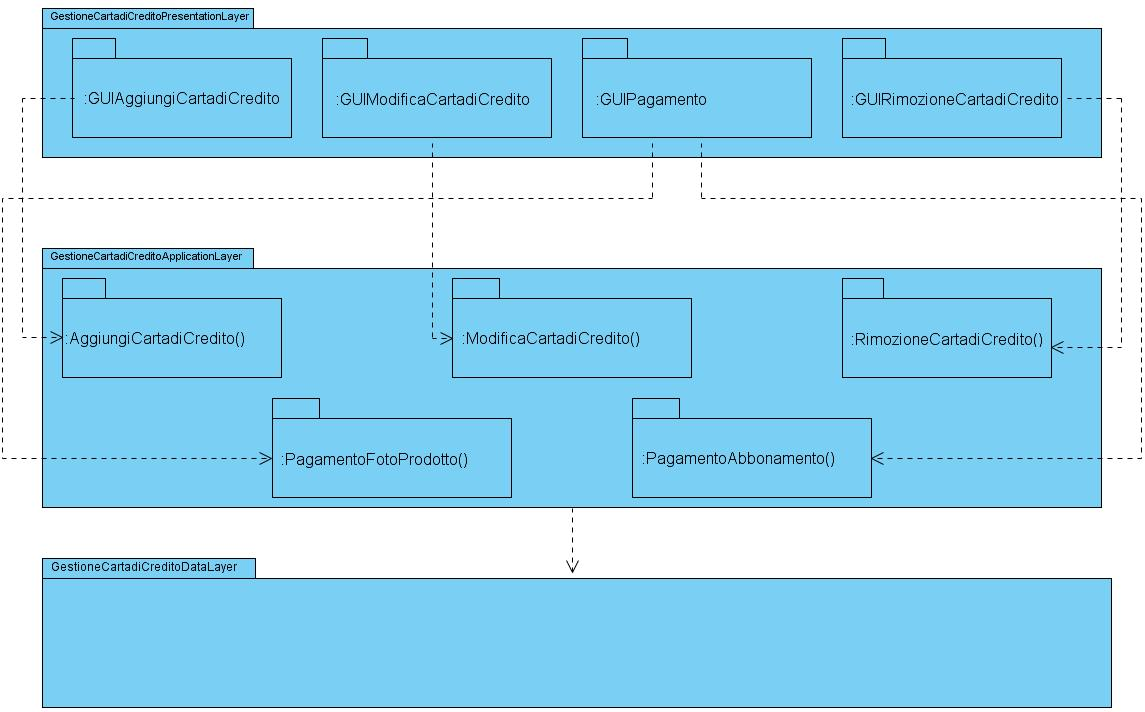 GestioneCartadiCreditoPresentationLayer
:GUIAggiungiCartadiCredito
:GUIModificaCartadiCredito
:GUIPagamento
:GUIRimozioneCartadiCredito
GestioneCartadiCreditoApplicationLayer
:AggiungiCartadiCredito()
:ModificaCartadiCredito()
:RimozioneCartadiCredito()
:PagamentoFotoProdotto()
:PagamentoAbbonamento()
GestioneCartadiCreditoDataLayer